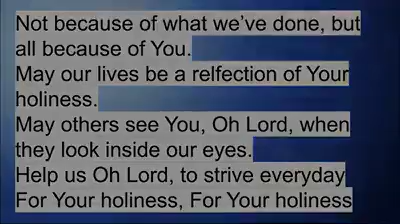 Not because of what we've done, but
all because of You.
May our lives be a relfection of Your
holiness.
May others see You, Oh Lord, when
they look inside our eyes.
Help us Oh Lord, to strive everyday
For Your holiness, For Your holiness